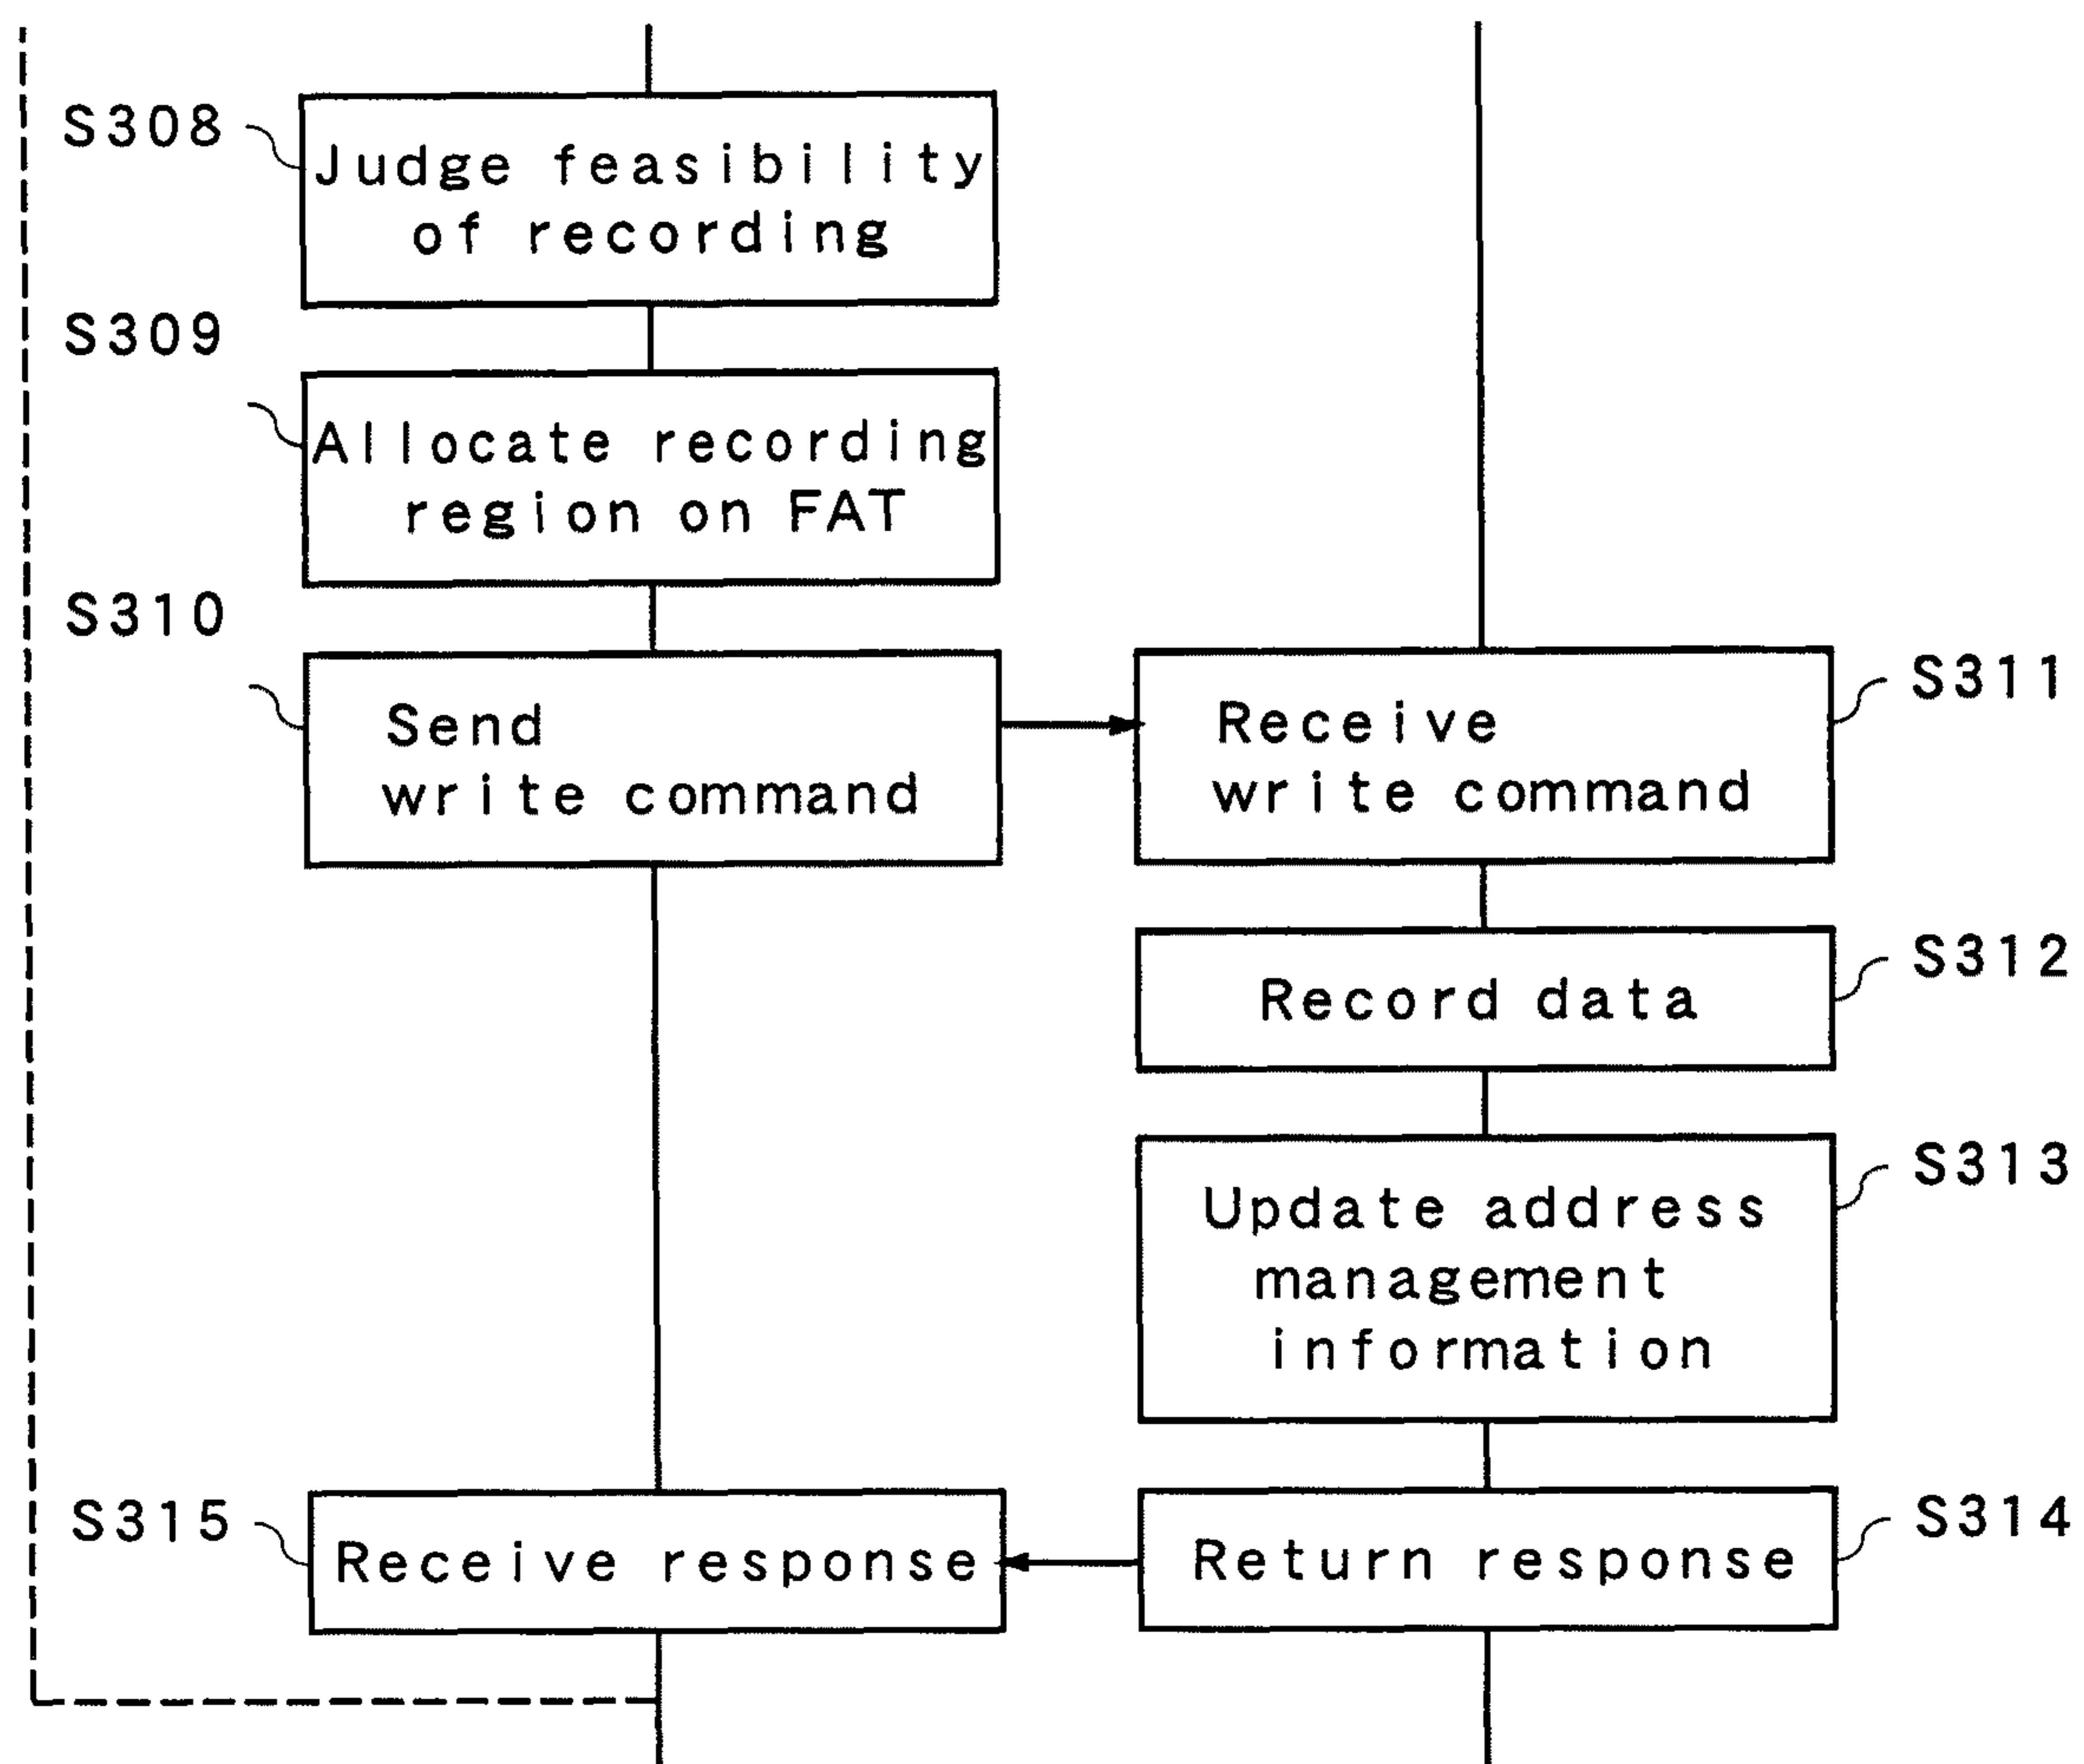 S308
Judge feasibility
of recording
S309
Allocate recording
region on FAT
S310
Send
write command
Receive
write command
S311
Record data
S312
Update address
management
information
S313
S315
Receive response
Return response
S314